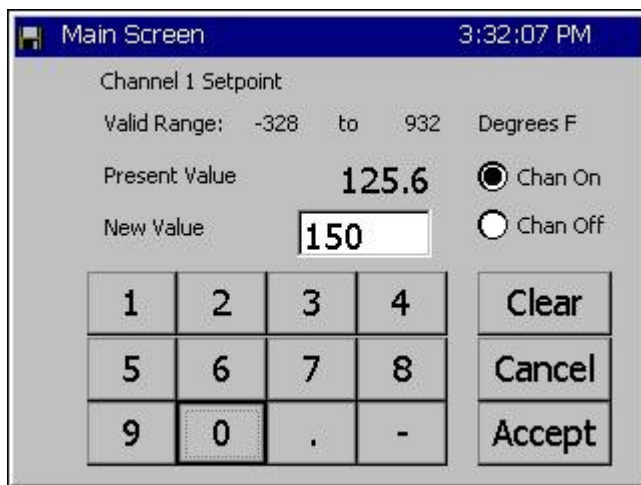 Main Screen 3:32:07 PM
Channel 1 Setpoint
Valid Range: -328 to 932 Degrees F
Present Value 125.6 Chan On
New Value 150 Chan Off
1 2 3 4 Clear
5 6 7 8 Cancel
9 0 . - Accept